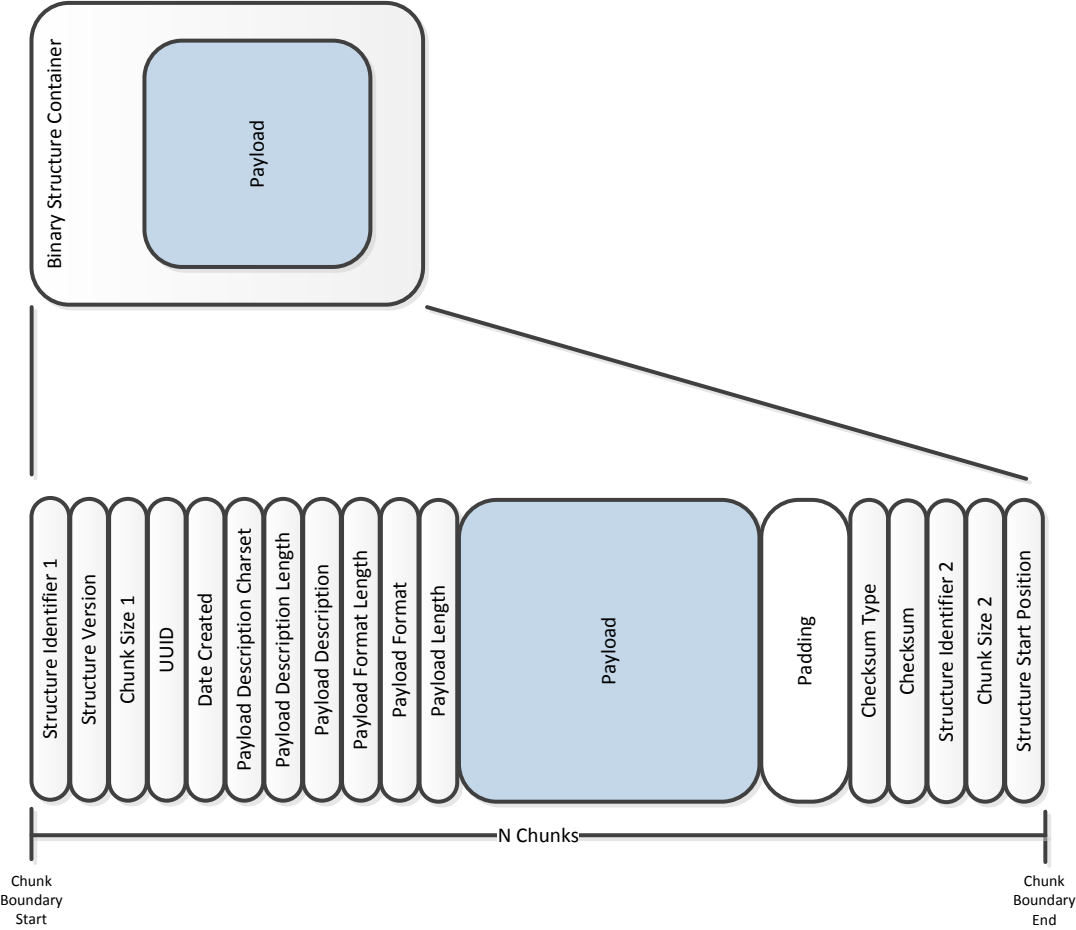 Binary Structure Container
Payload
Structure Identifier 1
Structure Version
Chunk Size 1
UUID
Date Created
Payload Description Charset
Payload Description Length
Payload Description
Payload Format Length
Payload Format
Payload Length
Payload
Padding
Checksum Type
Checksum
Structure Identifier 2
Chunk Size 2
Structure Start Position
N Chunks
Chunk
Boundary
Start
Chunk
Boundary
End